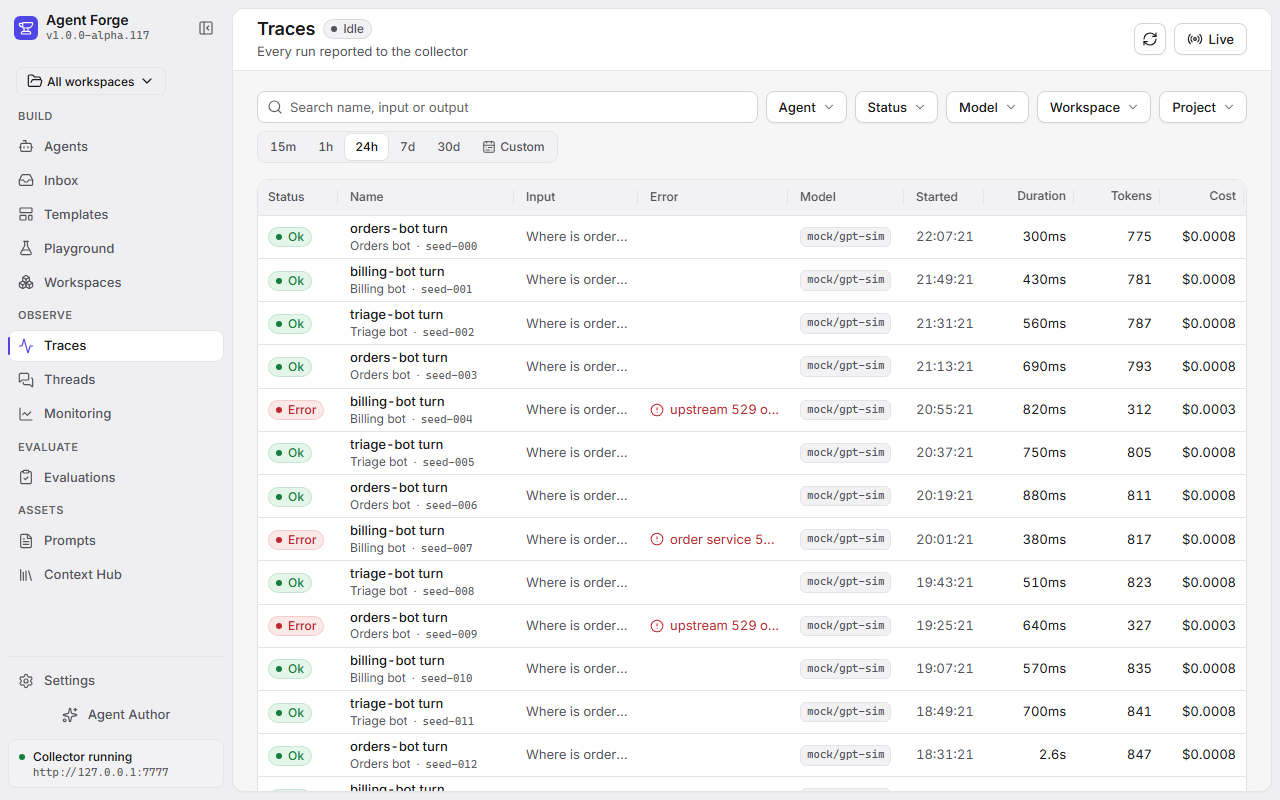 Agent Forge
v1.0.0-alpha.117
All workspaces
BUILD
Agents
Inbox
Templates
Playground
Workspaces
OBSERVE
Traces
Threads
Monitoring
EVALUATE
Evaluations
ASSETS
Prompts
Context Hub
Settings
Agent Author
Collector running
http://127.0.0.1:7777
Traces Idle
Every run reported to the collector
Live
Search name, input or output
Agent Status Model Workspace Project
15m 1h 24h 7d 30d Custom
Status Name Input Error Model Started Duration Tokens Cost
Ok orders-bot turn Where is order... mock/gpt-sim 22:07:21 300ms 775 $0.0008
Orders bot · seed-000
Ok billing-bot turn Where is order... mock/gpt-sim 21:49:21 430ms 781 $0.0008
Billing bot · seed-001
Ok triage-bot turn Where is order... mock/gpt-sim 21:31:21 560ms 787 $0.0008
Triage bot · seed-002
Ok orders-bot turn Where is order... mock/gpt-sim 21:13:21 690ms 793 $0.0008
Orders bot · seed-003
Error billing-bot turn Where is order... upstream 529 o... mock/gpt-sim 20:55:21 820ms 312 $0.0003
Billing bot · seed-004
Ok triage-bot turn Where is order... mock/gpt-sim 20:37:21 750ms 805 $0.0008
Triage bot · seed-005
Ok orders-bot turn Where is order... mock/gpt-sim 20:19:21 880ms 811 $0.0008
Orders bot · seed-006
Error billing-bot turn Where is order... order service 5... mock/gpt-sim 20:01:21 380ms 817 $0.0008
Billing bot · seed-007
Ok triage-bot turn Where is order... mock/gpt-sim 19:43:21 510ms 823 $0.0008
Triage bot · seed-008
Error orders-bot turn Where is order... upstream 529 o... mock/gpt-sim 19:25:21 640ms 327 $0.0003
Orders bot · seed-009
Ok billing-bot turn Where is order... mock/gpt-sim 19:07:21 570ms 835 $0.0008
Billing bot · seed-010
Ok triage-bot turn Where is order... mock/gpt-sim 18:49:21 700ms 841 $0.0008
Triage bot · seed-011
Ok orders-bot turn Where is order... mock/gpt-sim 18:31:21 2.6s 847 $0.0008
Orders bot · seed-012
billing-bot turn